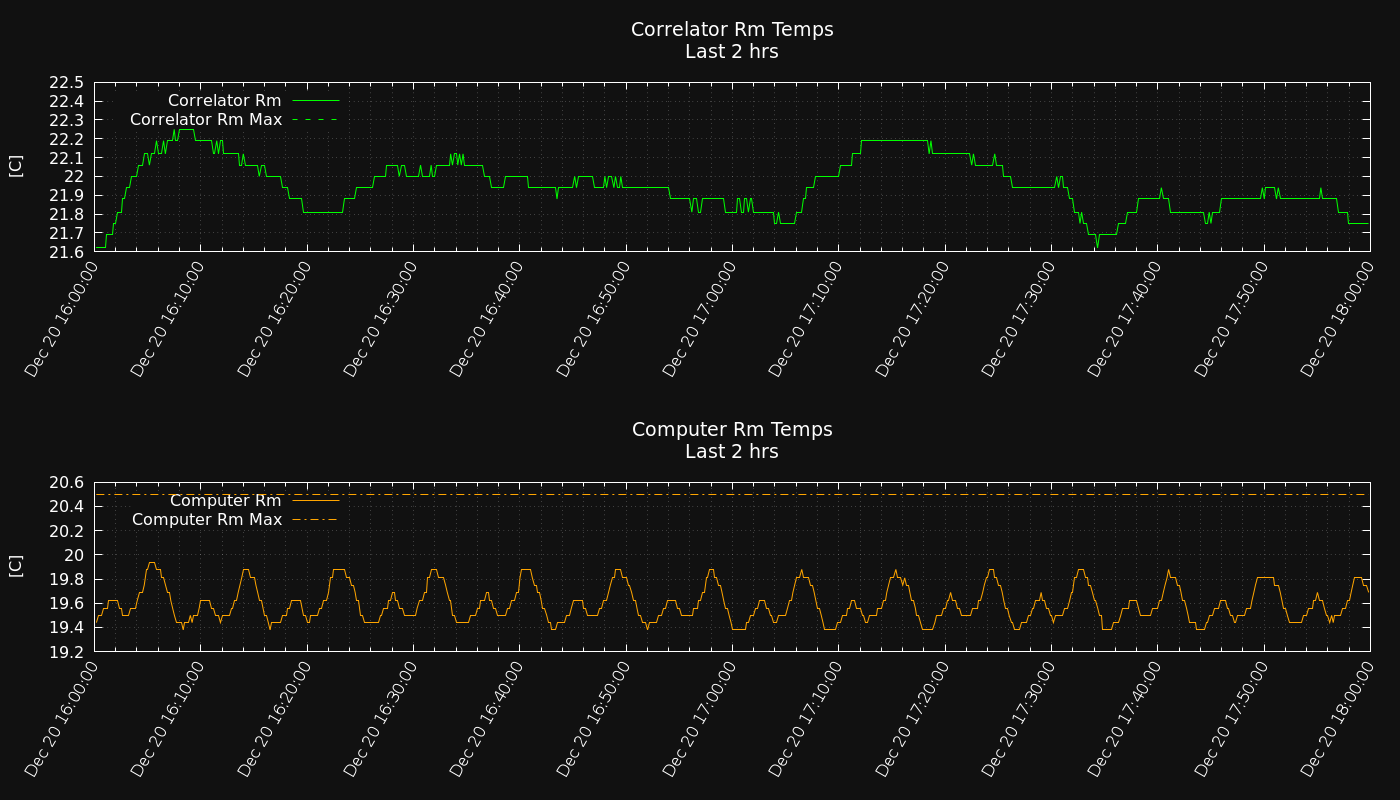 Correlator Rm Temps
Last 2 hrs
22.5
22.4
22.3
22.2
22.1
22
21.9
21.8
21.7
21.6
[C]
Correlator Rm
Correlator Rm Max
Dec 20 16:00:00
Dec 20 16:10:00
Dec 20 16:20:00
Dec 20 16:30:00
Dec 20 16:40:00
Dec 20 16:50:00
Dec 20 17:00:00
Dec 20 17:10:00
Dec 20 17:20:00
Dec 20 17:30:00
Dec 20 17:40:00
Dec 20 17:50:00
Dec 20 18:00:00
Computer Rm Temps
Last 2 hrs
20.6
20.4
20.2
20
19.8
19.6
19.4
19.2
[C]
Computer Rm
Computer Rm Max
Dec 20 16:00:00
Dec 20 16:10:00
Dec 20 16:20:00
Dec 20 16:30:00
Dec 20 16:40:00
Dec 20 16:50:00
Dec 20 17:00:00
Dec 20 17:10:00
Dec 20 17:20:00
Dec 20 17:30:00
Dec 20 17:40:00
Dec 20 17:50:00
Dec 20 18:00:00